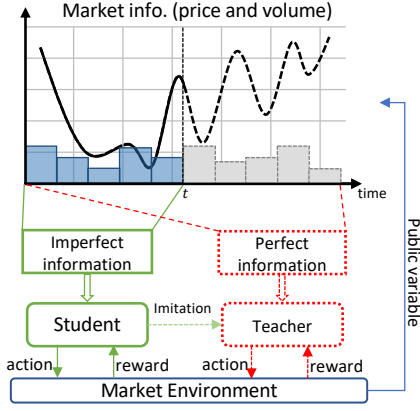 Market info. (price and volume)
t
time
Imperfect
information
Perfect
information
Public variable
Imitation
Student
Teacher
action
reward
action
reward
Market Environment